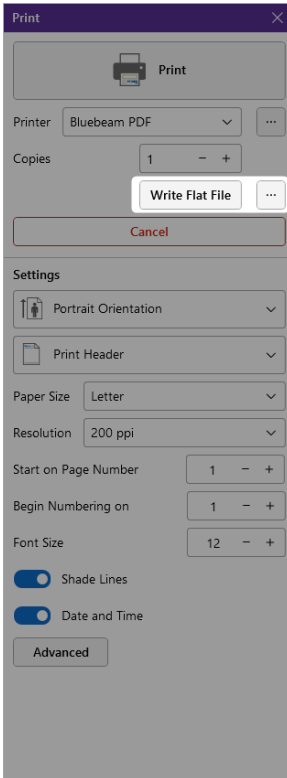 Print
Print
Printer Bluebeam PDF ...
Copies 1 - +
Write Flat File ...
Cancel
Settings
Portrait Orientation
Print Header
Paper Size Letter
Resolution 200 ppi
Start on Page Number 1 - +
Begin Numbering on 1 - +
Font Size 12 - +
Shade Lines
Date and Time
Advanced